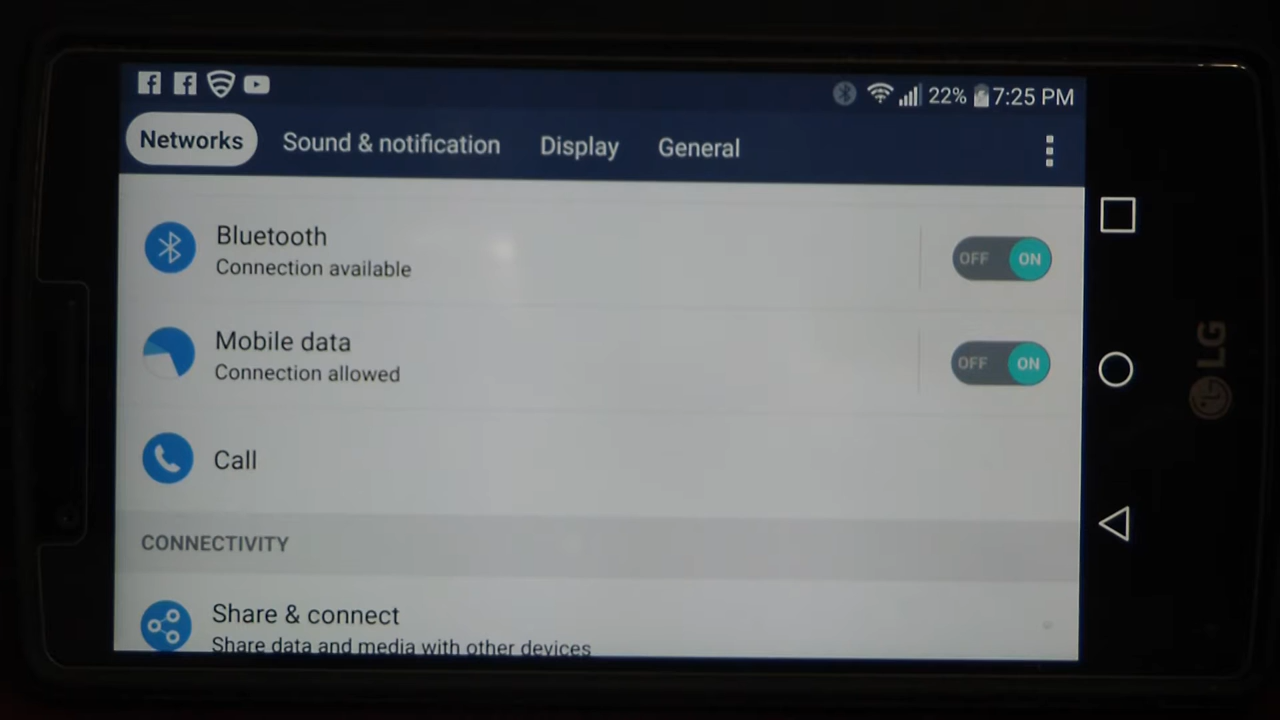 22% 7:25 PM
Networks Sound & notification Display General
Bluetooth
Connection available
OFF ON
Mobile data
Connection allowed
OFF ON
Call
CONNECTIVITY
Share & connect
Share data and media with other devices
LG